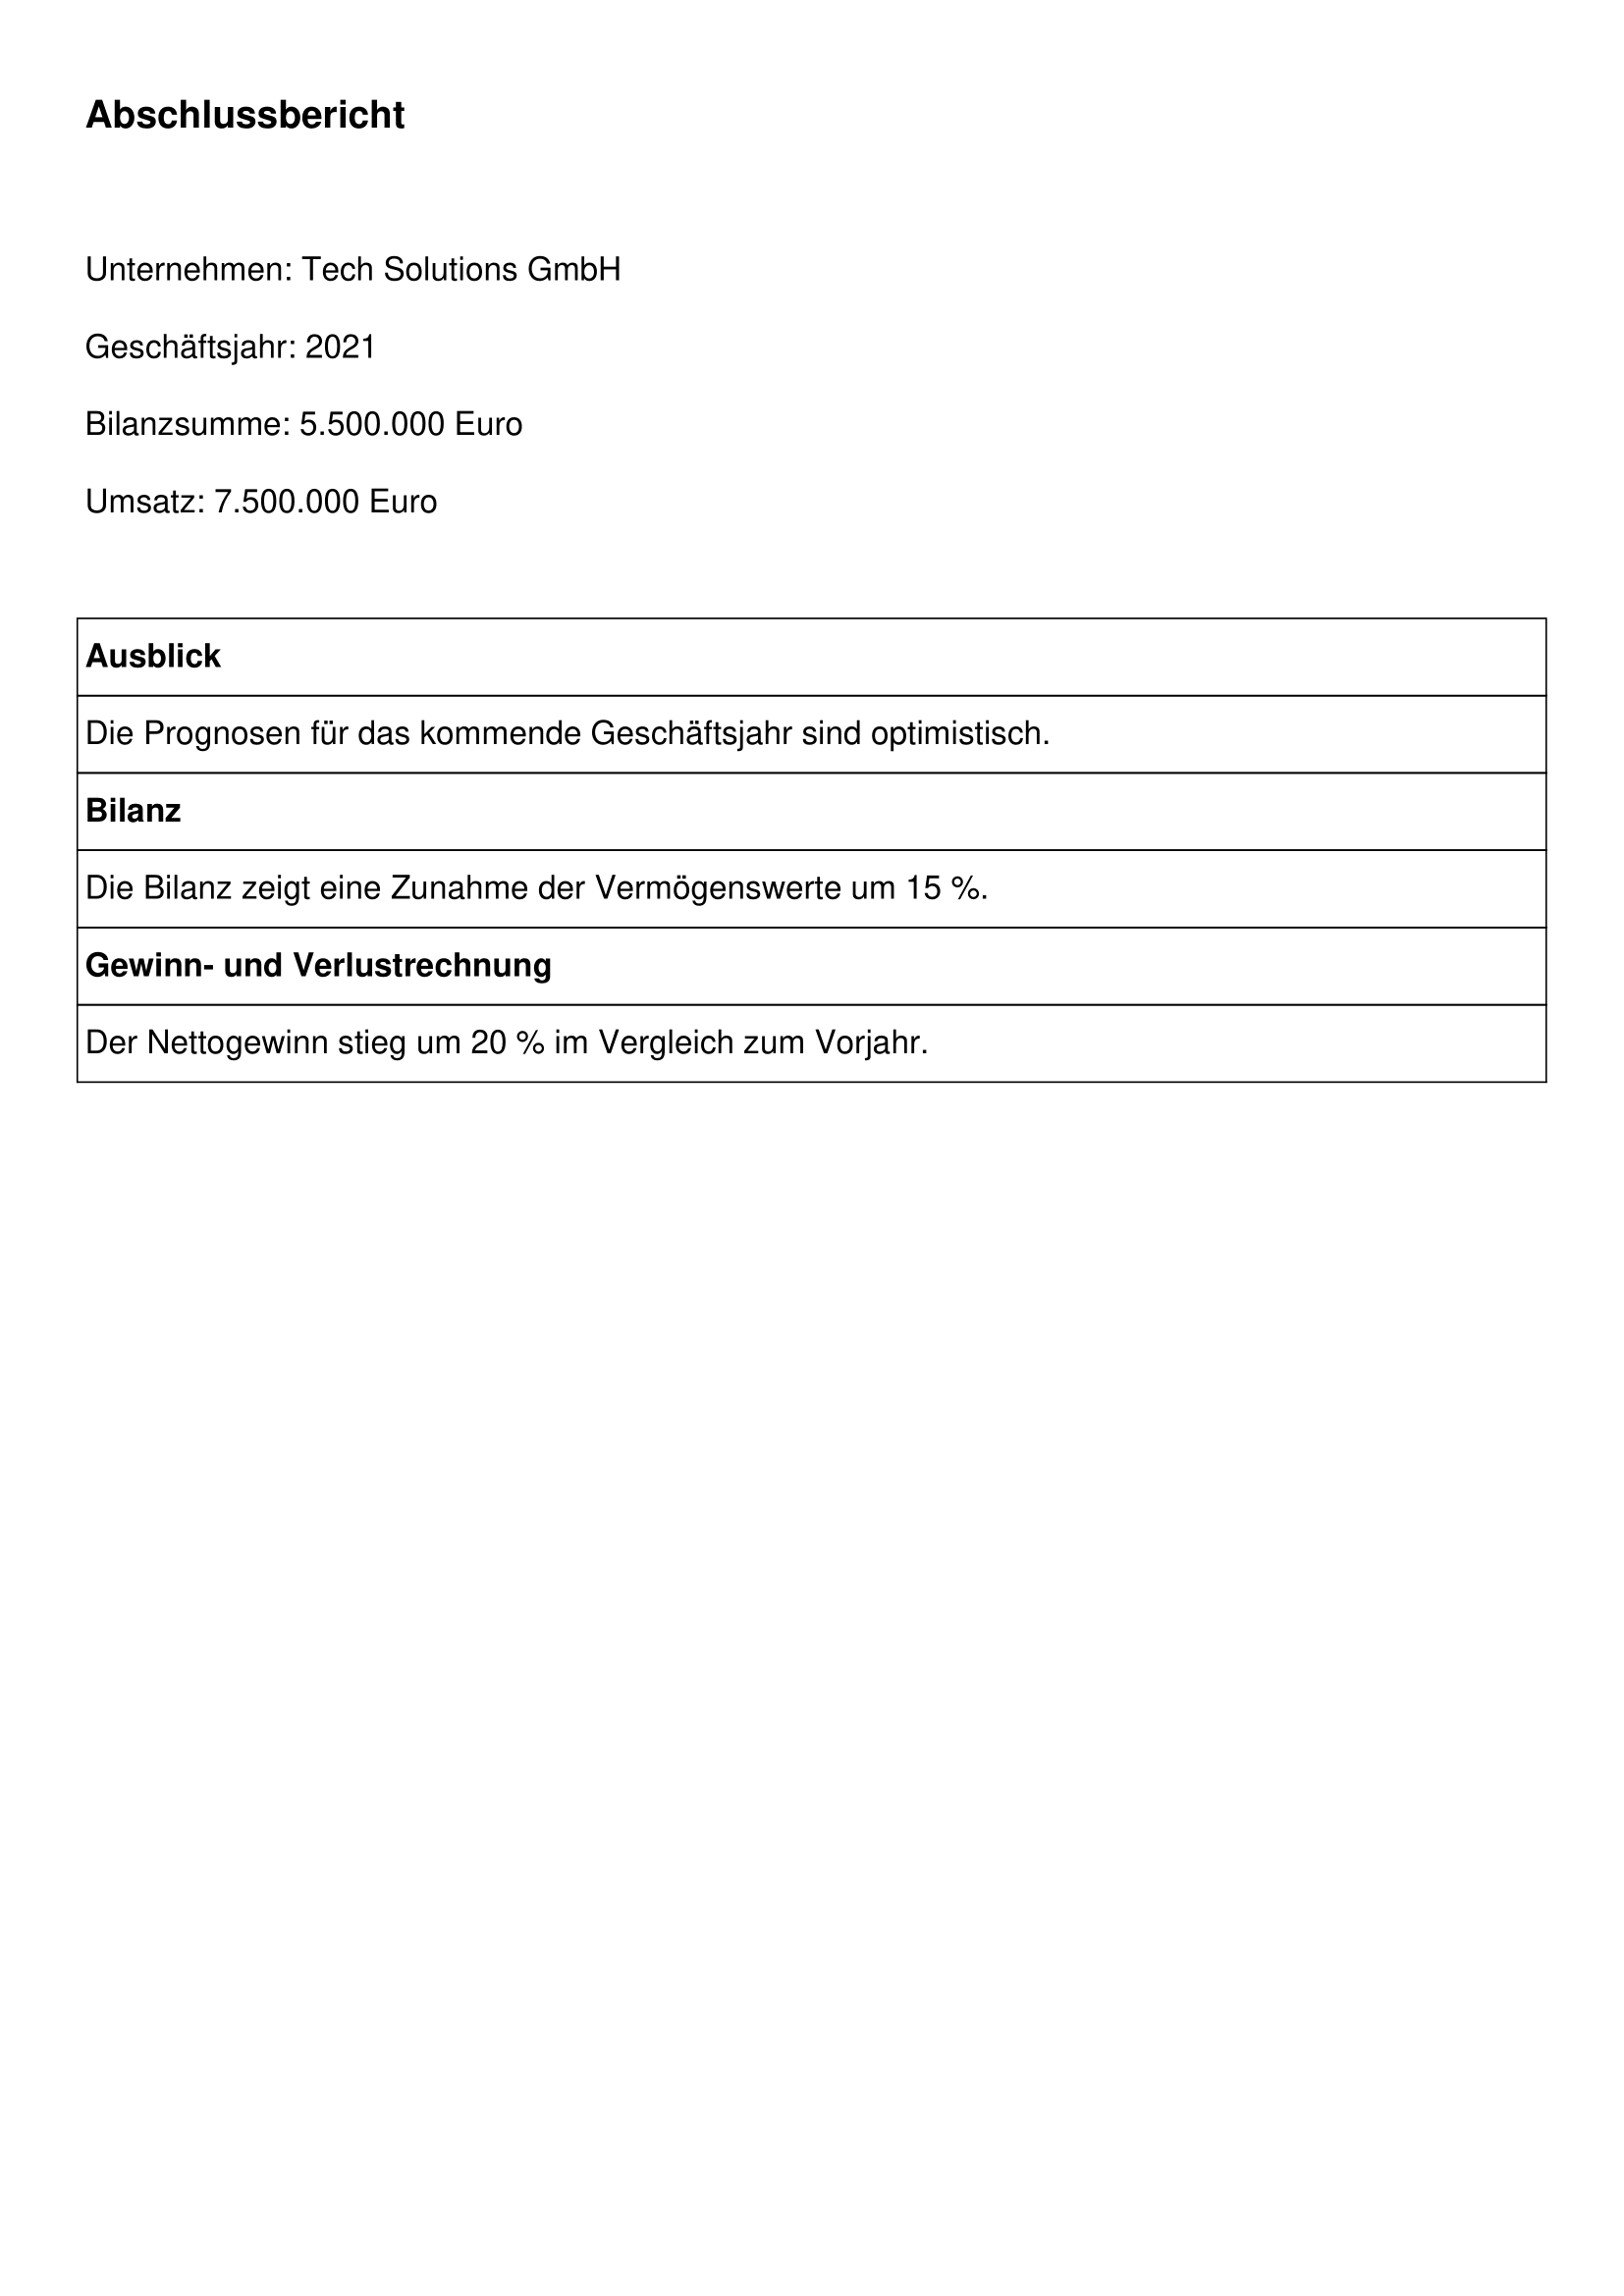 Abschlussbericht
Unternehmen: Tech Solutions GmbH
Geschäftsjahr: 2021
Bilanzsumme: 5.500.000 Euro
Umsatz: 7.500.000 Euro
Ausblick
Die Prognosen für das kommende Geschäftsjahr sind optimistisch.
Bilanz
Die Bilanz zeigt eine Zunahme der Vermögenswerte um 15 %.
Gewinn- und Verlustrechnung
Der Nettogewinn stieg um 20 % im Vergleich zum Vorjahr.